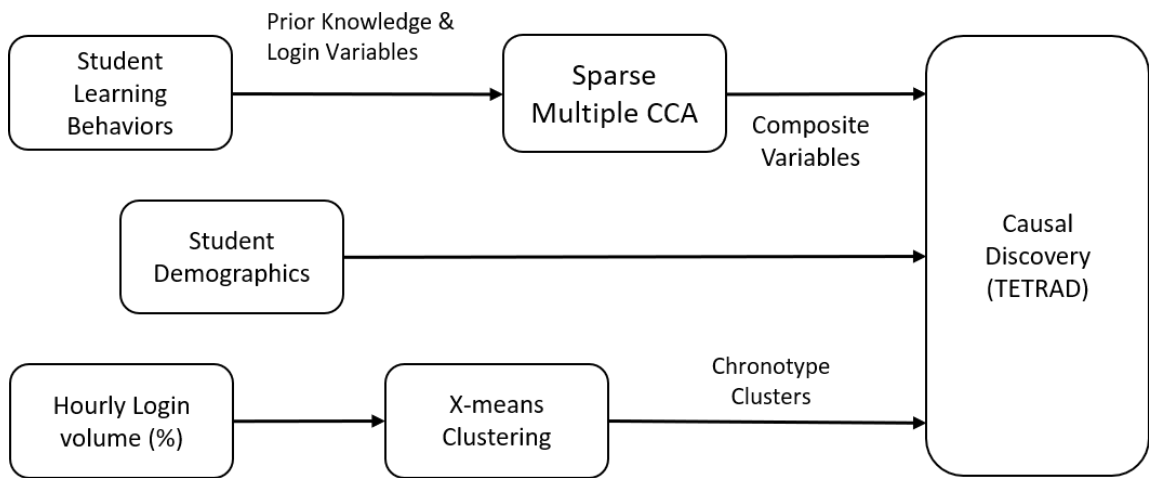 Student
Learning
Behaviors
Prior Knowledge &
Login Variables
Sparse
Multiple CCA
Composite
Variables
Student
Demographics
Causal
Discovery
(TETRAD)
Hourly Login
volume (%)
X-means
Clustering
Chronotype
Clusters